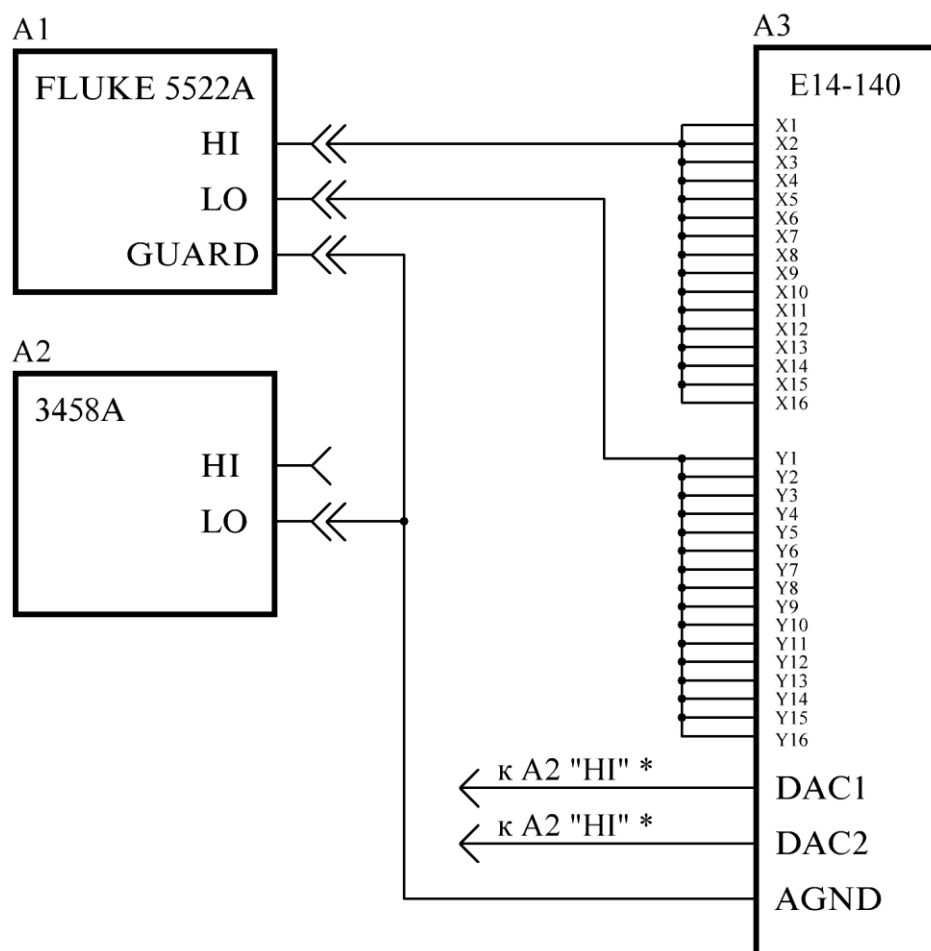 A1
FLUKE 5522A
HI
LO
GUARD
A2
3458A
HI
LO
A3
E14-140
X1
X2
X3
X4
X5
X6
X7
X8
X9
X10
X11
X12
X13
X14
X15
X16
Y1
Y2
Y3
Y4
Y5
Y6
Y7
Y8
Y9
Y10
Y11
Y12
Y13
Y14
Y15
Y16
к A2 "HI" *
DAC1
к A2 "HI" *
DAC2
AGND